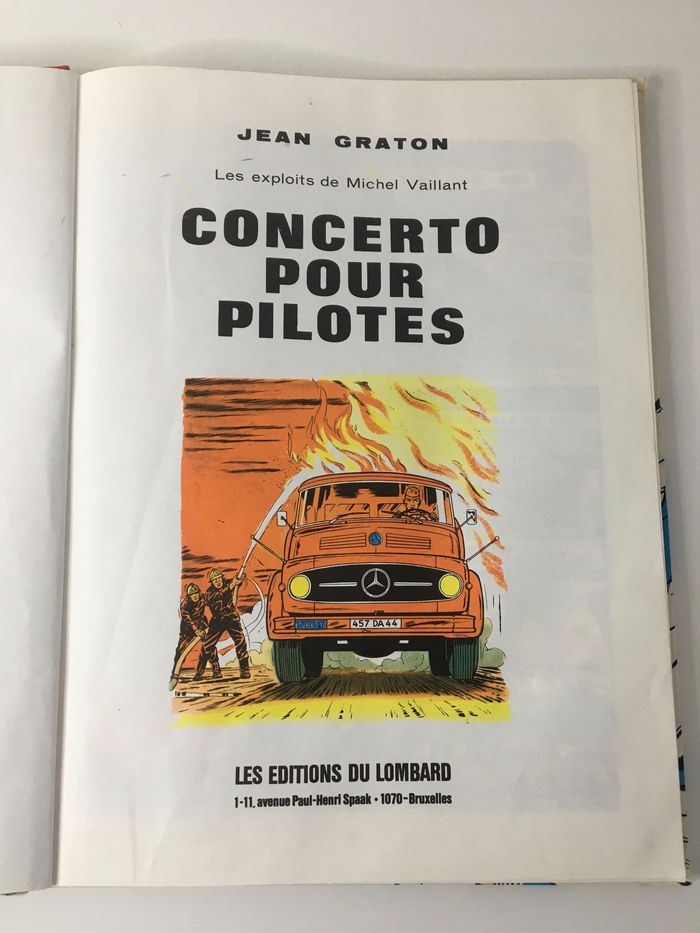 JEAN GRATON
Les exploits de Michel Vaillant
CONCERTO
POUR
PILOTES
457 DA 44
LES EDITIONS DU LOMBARD
1-11, avenue Paul-Henri Spaak • 1070-Bruxelles